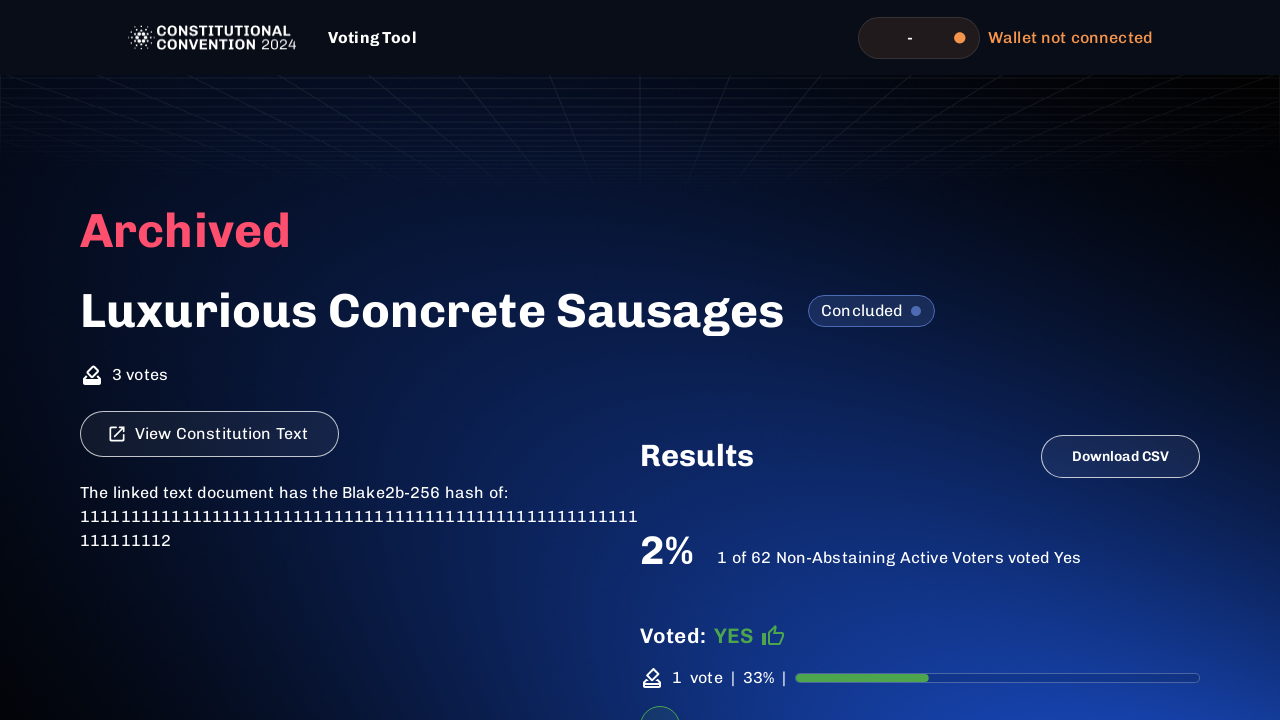 CONSTITUTIONAL
CONVENTION 2024
Voting Tool
-
Wallet not connected
Archived
Luxurious Concrete Sausages
Concluded
3 votes
View Constitution Text
The linked text document has the Blake2b-256 hash of:
1111111111111111111111111111111111111111111111111111111
111111112
Results
Download CSV
2%
1 of 62 Non-Abstaining Active Voters voted Yes
Voted: YES
1 vote | 33% |